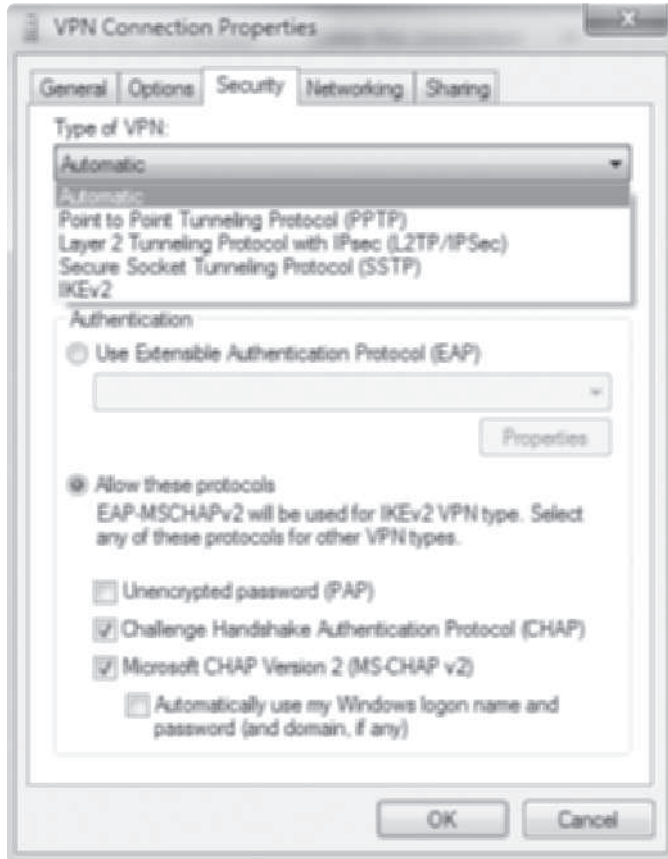 VPN Connection Properties
General
Options
Security
Networking
Sharing
Type of VPN:
Automatic
Automatic
Point to Point Tunneling Protocol (PPTP)
Layer 2 Tunneling Protocol with IPsec (L2TP/IPSec)
Secure Socket Tunneling Protocol (SSTP)
IKEv2
Authentication
Use Extensible Authentication Protocol (EAP)
Properties
Allow these protocols
EAP-MSCHAPv2 will be used for IKEv2 VPN type. Select
any of these protocols for other VPN types.
Unencrypted password (PAP)
Challenge Handshake Authentication Protocol (CHAP)
Microsoft CHAP Version 2 (MS-CHAP v2)
Automatically use my Windows logon name and
password (and domain, if any)
OK
Cancel